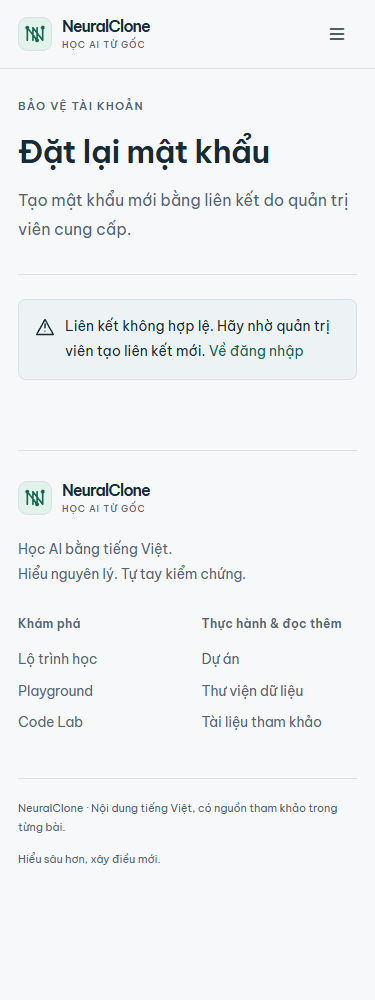 NeuralClone
HỌC AI TỪ GỐC
BẢO VỆ TÀI KHOẢN
Đặt lại mật khẩu
Tạo mật khẩu mới bằng liên kết do quản trị
viên cung cấp.
Liên kết không hợp lệ. Hãy nhờ quản trị
viên tạo liên kết mới. Về đăng nhập
NeuralClone
HỌC AI TỪ GỐC
Học AI bằng tiếng Việt.
Hiểu nguyên lý. Tự tay kiểm chứng.
Khám phá
Lộ trình học
Playground
Code Lab
Thực hành & đọc thêm
Dự án
Thư viện dữ liệu
Tài liệu tham khảo
NeuralClone · Nội dung tiếng Việt, có nguồn tham khảo trong
từng bài.
Hiểu sâu hơn, xây điều mới.